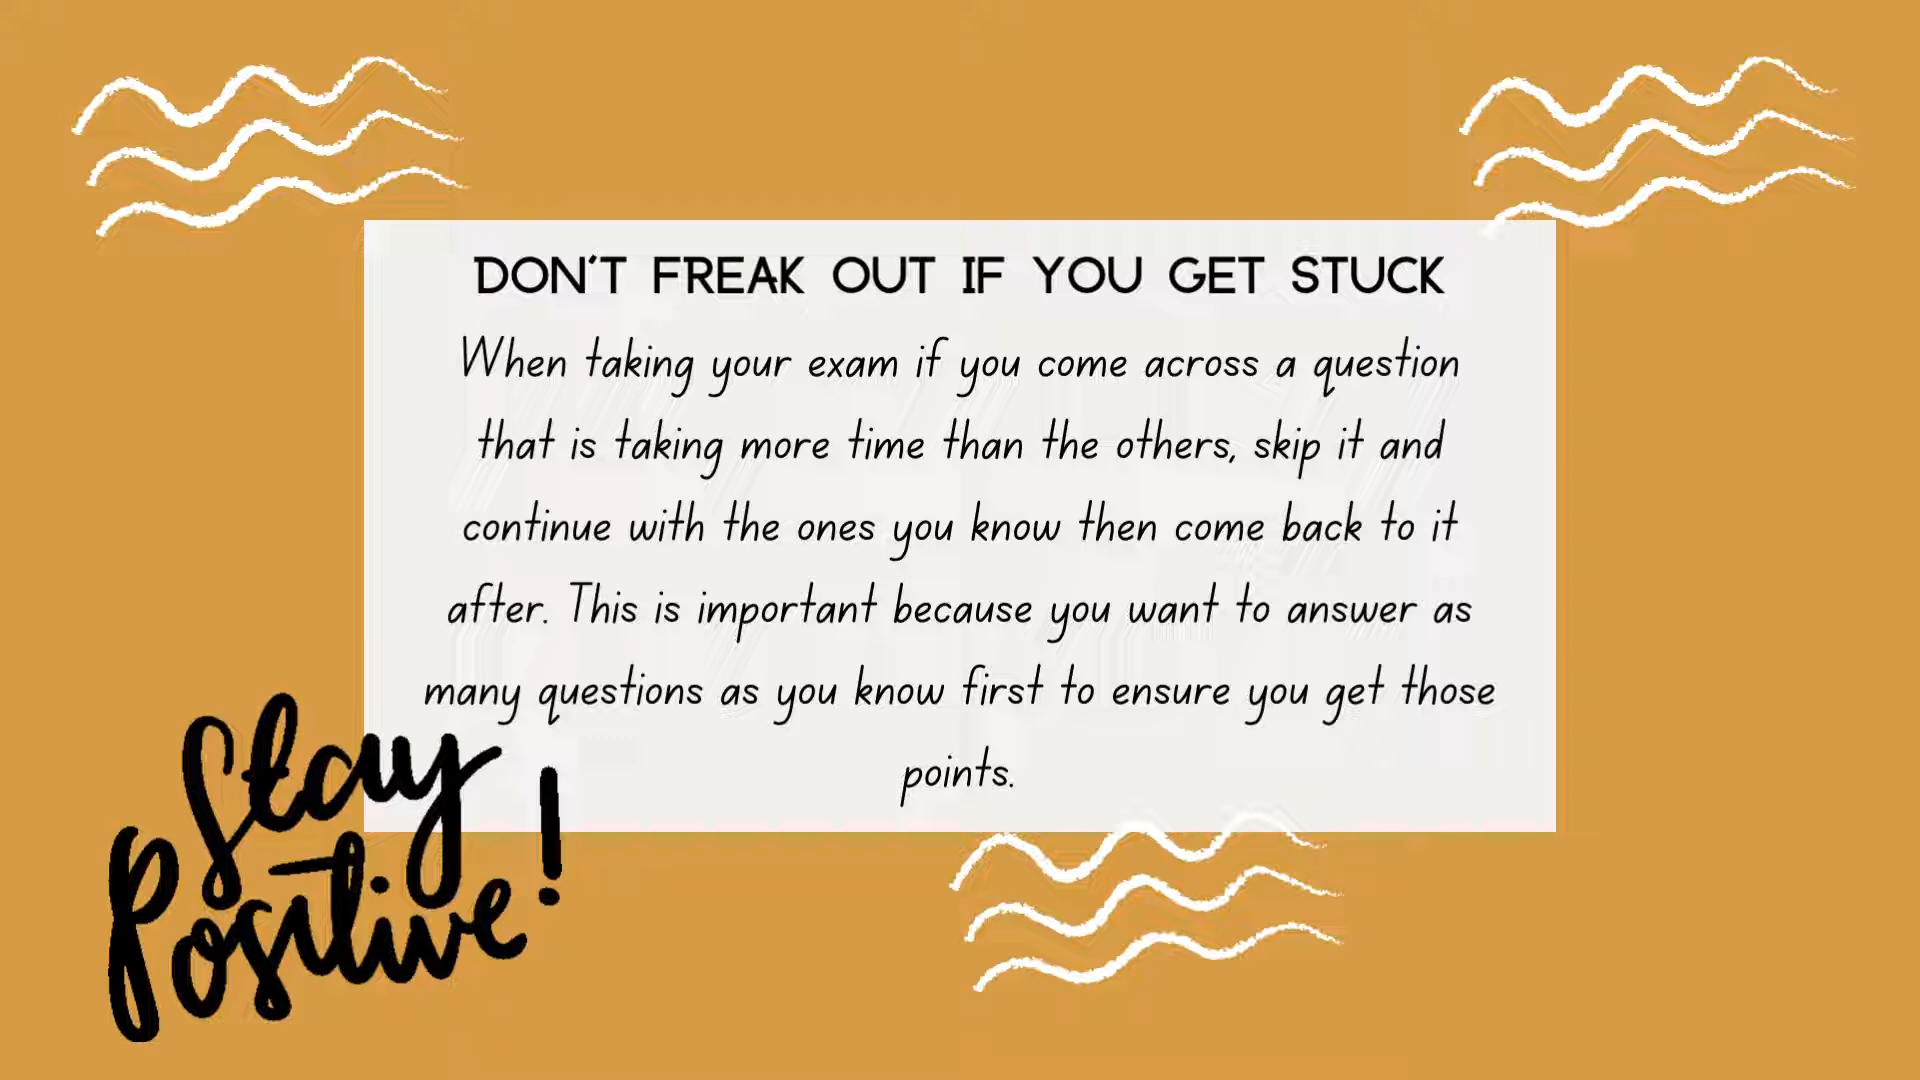 DON'T FREAK OUT IF YOU GET STUCK
When taking your exam if you come across a question
that is taking more time than the others, skip it and
continue with the ones you know then come back to it
after. This is important because you want to answer as
many questions as you know first to ensure you get those
points.
Stay
Positive!